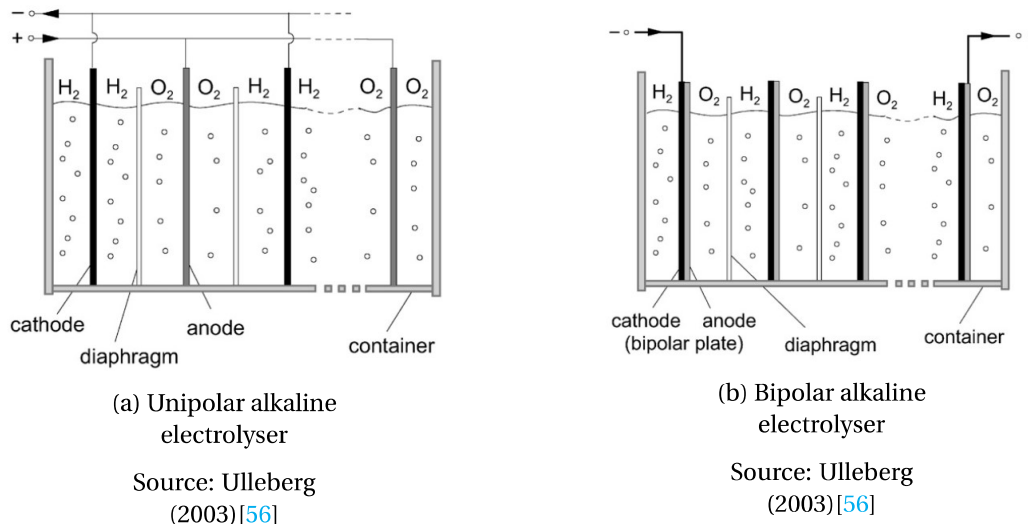 −
+
H2 H2 O2 O2 H2 H2 O2 O2
cathode
diaphragm
anode
container
(a) Unipolar alkaline
electrolyser
Source: Ulleberg
(2003)[56]
−
H2 O2 H2 O2 H2 O2 H2 O2
cathode anode
(bipolar plate)
diaphragm
container
(b) Bipolar alkaline
electrolyser
Source: Ulleberg
(2003)[56]